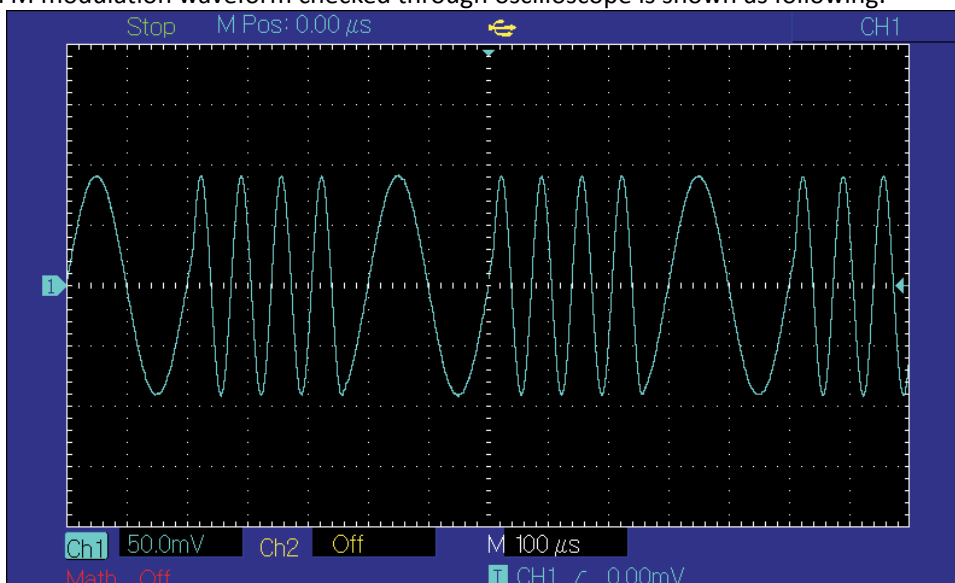 FM modulation waveform checked through oscilloscope is shown as following:
Stop M Pos: 0.00 μs CH1
1
Ch1 50.0mV Ch2 Off M 100 μs
Math Off T CH1 0.00mV